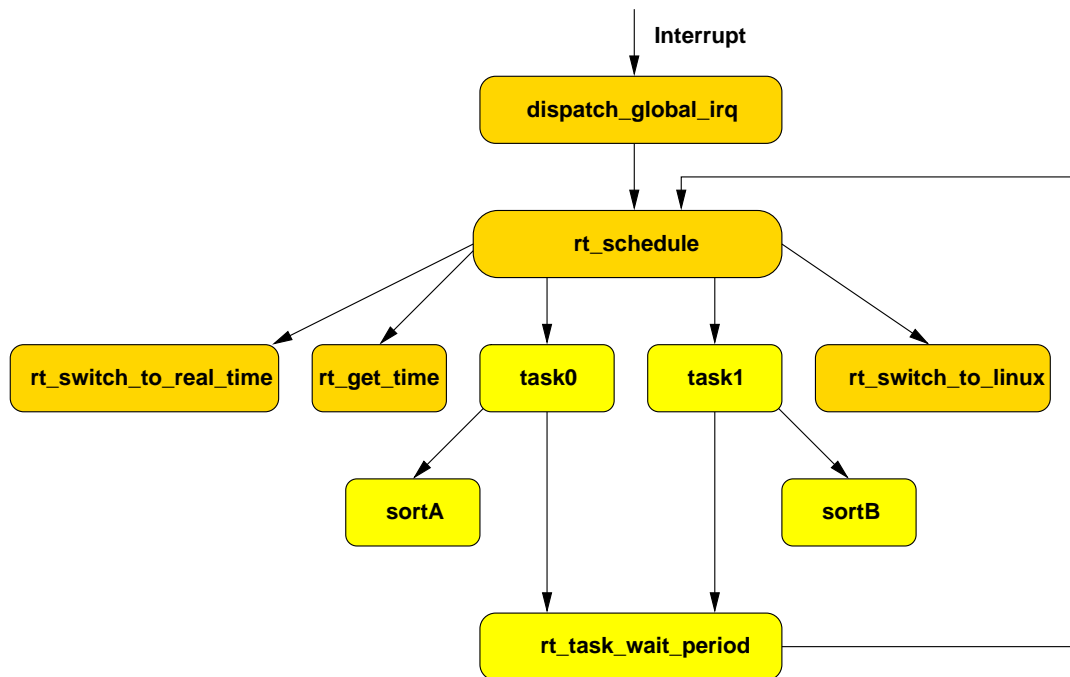 Interrupt
dispatch_global_irq
rt_schedule
rt_switch_to_real_time
rt_get_time
task0
task1
rt_switch_to_linux
sortA
sortB
rt_task_wait_period